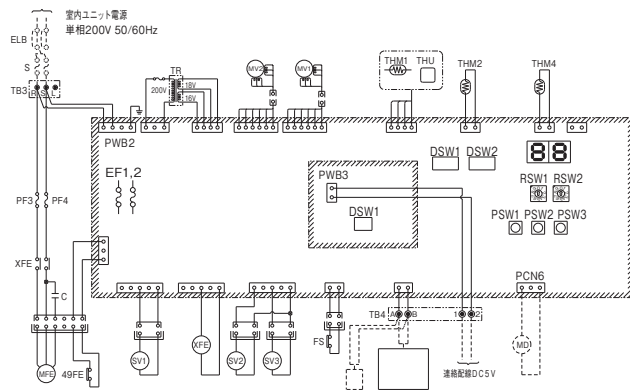 室内ユニット電源
単相200V 50/60Hz
ELB
S
TB3
R S L
TR
200V
18V
16V
MV2
MV1
THM1 THU
THM2
THM4
PWB2
EF1,2
PWB3
DSW1
DSW1 DSW2
88
RSW1 RSW2
PSW1 PSW2 PSW3
PF3 PF4
XFE
C
PCN6
TB4 A B 1 2
SV1
XFE
SV2
SV3
FS
MD
MFE
49FE
連絡配線DC5V